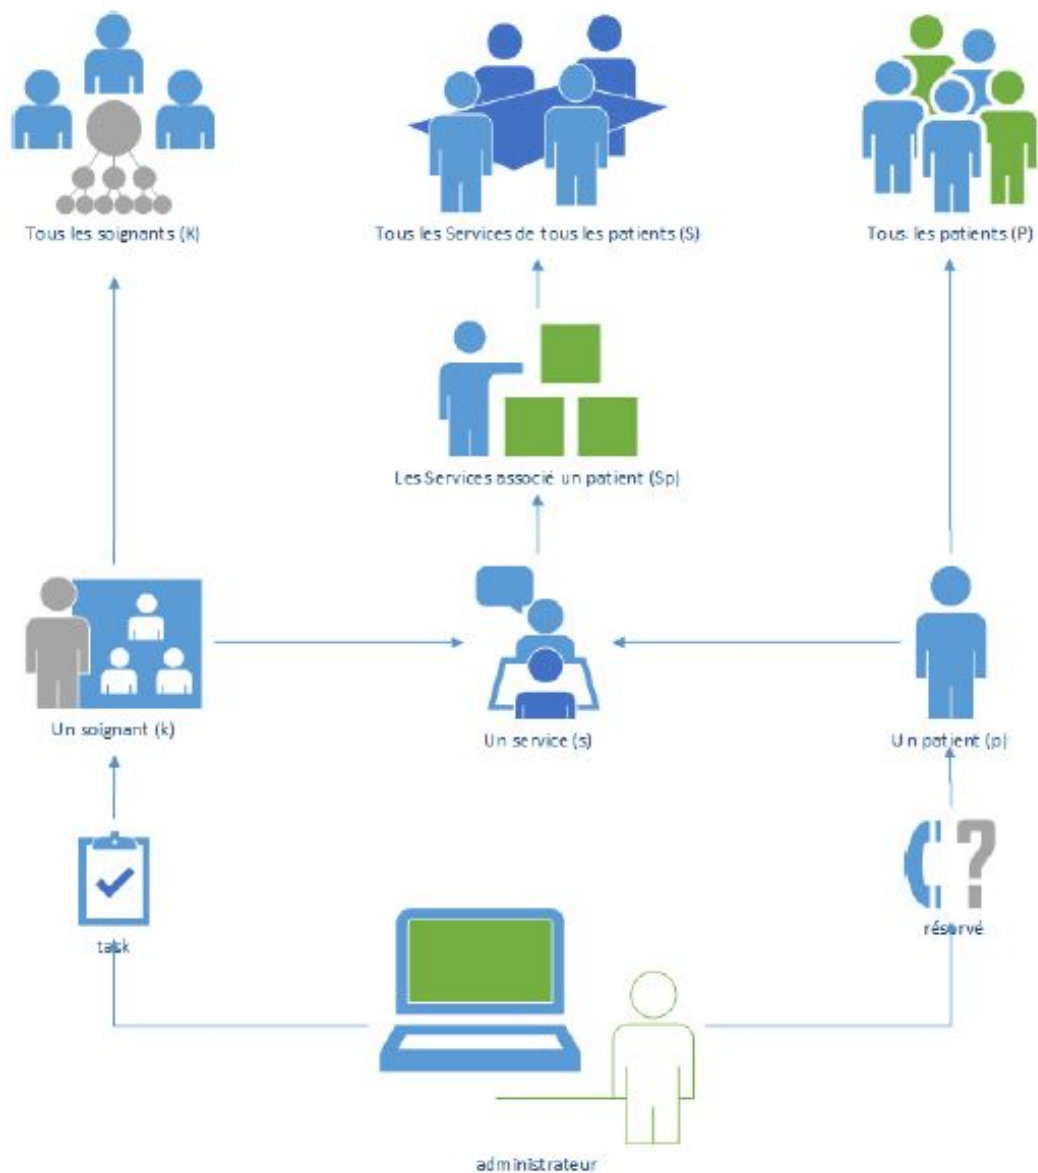 Tous les soignants (K)
Tous les Services de tous les patients (S)
Tous les patients (P)
Les Services associé un patient (Sp)
Un soignant (k)
Un service (s)
Un patient (p)
task
résorvé
administrateur